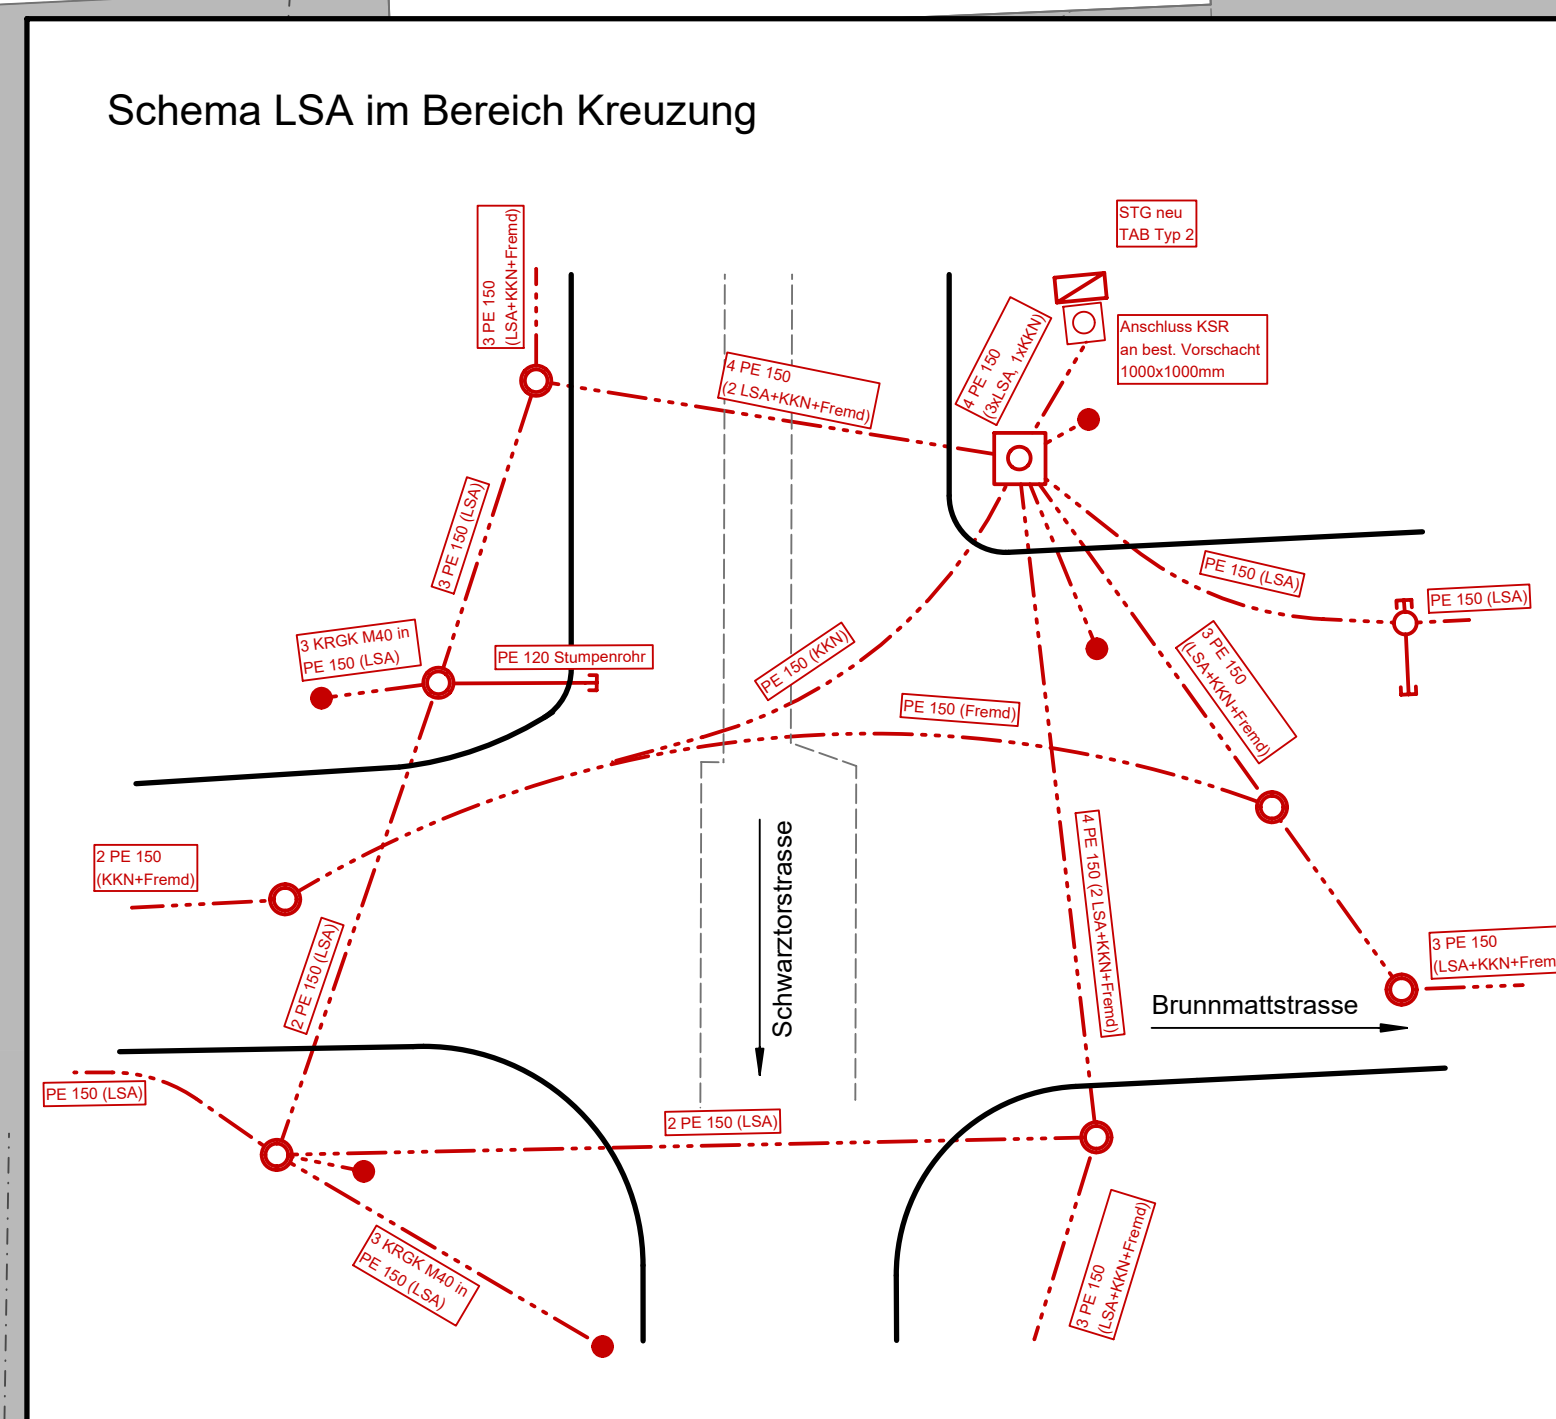 Schema LSA im Bereich Kreuzung
3 PE 150
(LSA+KKN+Fremd)
STG neu
TAB Typ 2
4 PE 150
(3xLSA, 1xKKN)
Anschluss KSR
an best. Vorschacht
1000x1000mm
4 PE 150
(2 LSA+KKN+Fremd)
3 PE 150 (LSA)
PE 150 (LSA)
PE 150 (LSA)
3 KRGK M40 in
PE 150 (LSA)
PE 120 Stumpenrohr
PE 150 (KKN)
3 PE 150
(LSA+KKN+Fremd)
PE 150 (Fremd)
2 PE 150
(KKN+Fremd)
Schwarztorstrasse
4 PE 150 (2 LSA+KKN+Fremd)
2 PE 150 (LSA)
3 PE 150
(LSA+KKN+Frem
Brunnmattstrasse
PE 150 (LSA)
2 PE 150 (LSA)
3 KRGK M40 in
PE 150 (LSA)
3 PE 150
(LSA+KKN+Fremd)